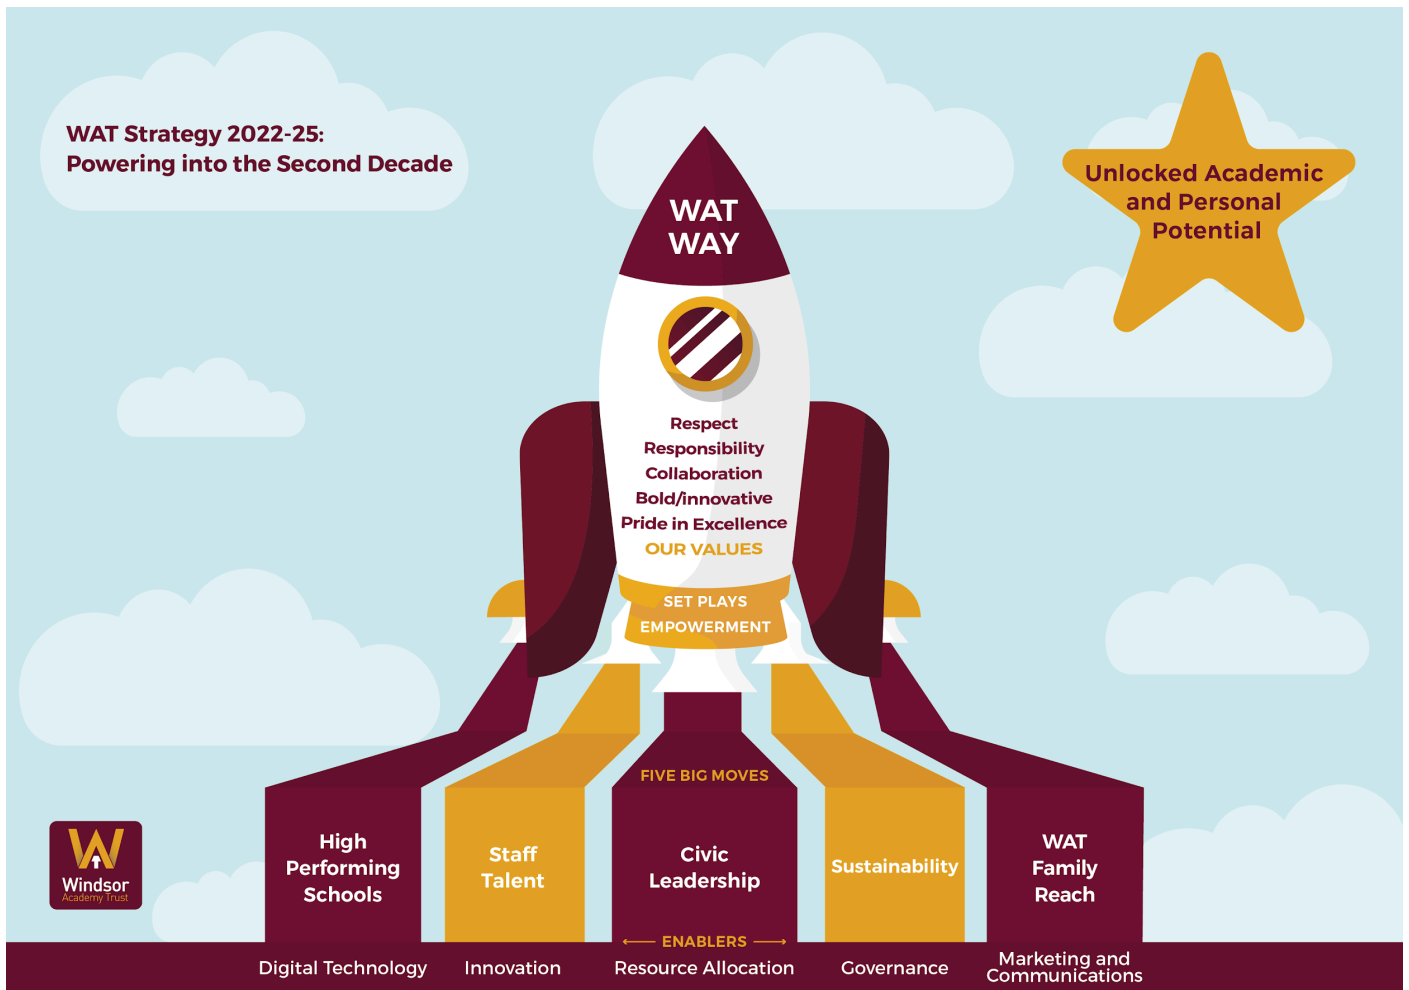 WAT Strategy 2022-25:
Powering into the Second Decade
Unlocked Academic
and Personal
Potential
WAT
WAY
Respect
Responsibility
Collaboration
Bold/innovative
Pride in Excellence
OUR VALUES
SET PLAYS
EMPOWERMENT
FIVE BIG MOVES
High
Performing
Schools
Staff
Talent
Civic
Leadership
Sustainability
WAT
Family
Reach
W
Windsor
Academy Trust
← ENABLERS →
Digital Technology
Innovation
Resource Allocation
Governance
Marketing and
Communications